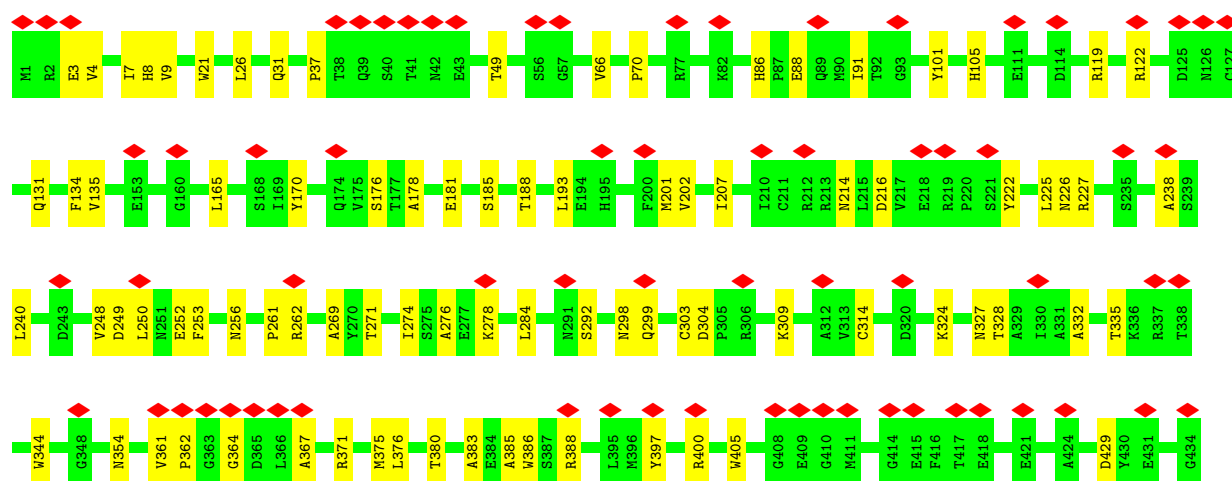 M1 R2 E3 V4 I7 H8 V9 W21 L26 Q31 P37 T38 Q39 S40 T41 N42 E43 T49 S56 G57 V66 P70 R77 K82 H86 P87 E88 Q89 M90 I91 T92 G93 Y101 H105 E111 D114 R119 R122 D125 N126 C127
Q131 F134 V135 E153 G160 L165 S168 I169 Y170 Q174 V175 S176 T177 A178 E181 S185 T188 L193 E194 H195 F200 M201 V202 I207 I210 C211 R212 R213 N214 L215 D216 V217 E218 R219 P220 S221 Y222 L225 N226 R227 S235 A238 S239
L240 D243 V248 D249 L250 N251 E252 F253 N256 P261 R262 A269 Y270 T271 I274 S275 A276 E277 K278 L284 N291 S292 N298 Q299 C303 D304 P305 R306 K309 A312 V313 C314 D320 K324 N327 T328 A329 I330 A331 A332 T335 K336 R337 T338
W344 G348 N354 V361 P362 G363 G364 D365 L366 A367 R371 M375 L376 T380 A383 E384 A385 W386 S387 R388 L395 M396 Y397 R400 W405 G408 E409 G410 M411 G414 E415 F416 T417 E418 E421 A424 D429 Y430 E431 G434